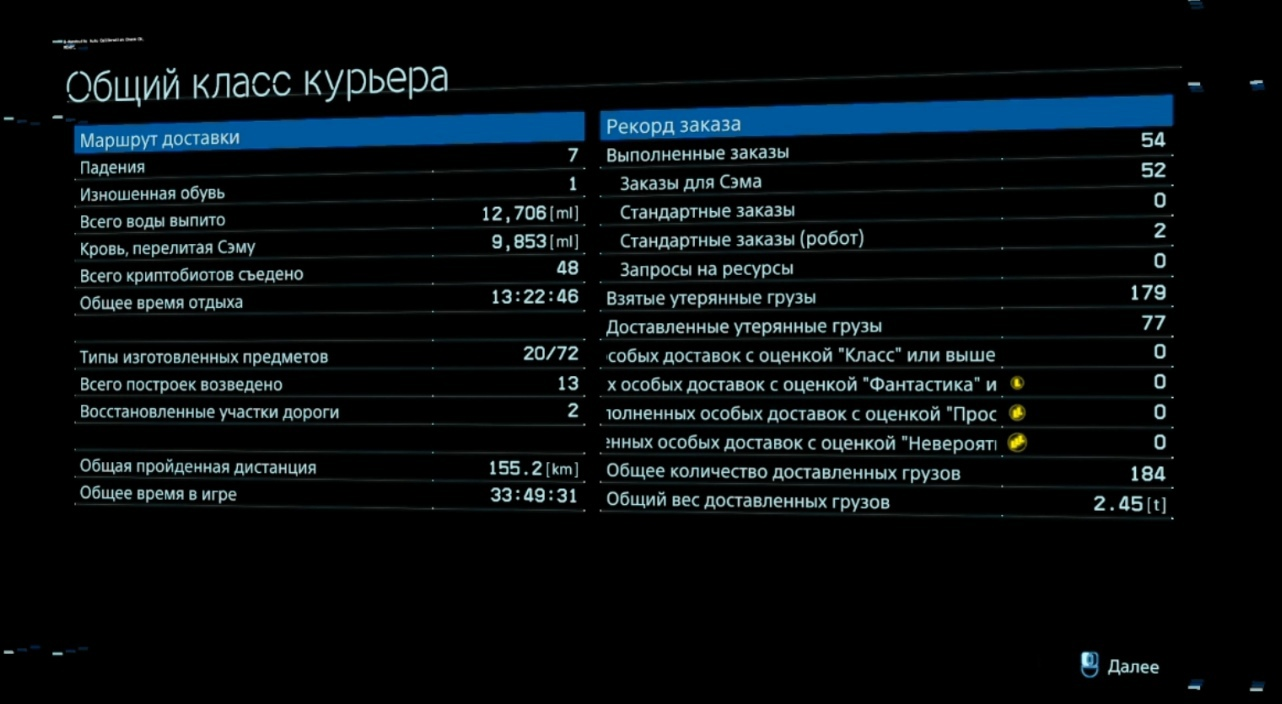 Общий класс курьера
Маршрут доставки
Падения 7
Изношенная обувь 1
Всего воды выпито 12,706[ml]
Кровь, перелитая Сэму 9,853[ml]
Всего криптобиотов съедено 48
Общее время отдыха 13:22:46
Типы изготовленных предметов 20/72
Всего построек возведено 13
Восстановленные участки дороги 2
Общая пройденная дистанция 155.2[km]
Общее время в игре 33:49:31
Рекорд заказа
Выполненные заказы 54
Заказы для Сэма 52
Стандартные заказы 0
Стандартные заказы (робот) 2
Запросы на ресурсы 0
Взятые утерянные грузы 179
Доставленные утерянные грузы 77
собых доставок с оценкой "Класс" или выше 0
х особых доставок с оценкой "Фантастика" и 0
полненных особых доставок с оценкой "Прос 0
енных особых доставок с оценкой "Невероятн 0
Общее количество доставленных грузов 184
Общий вес доставленных грузов 2.45[t]
Далее